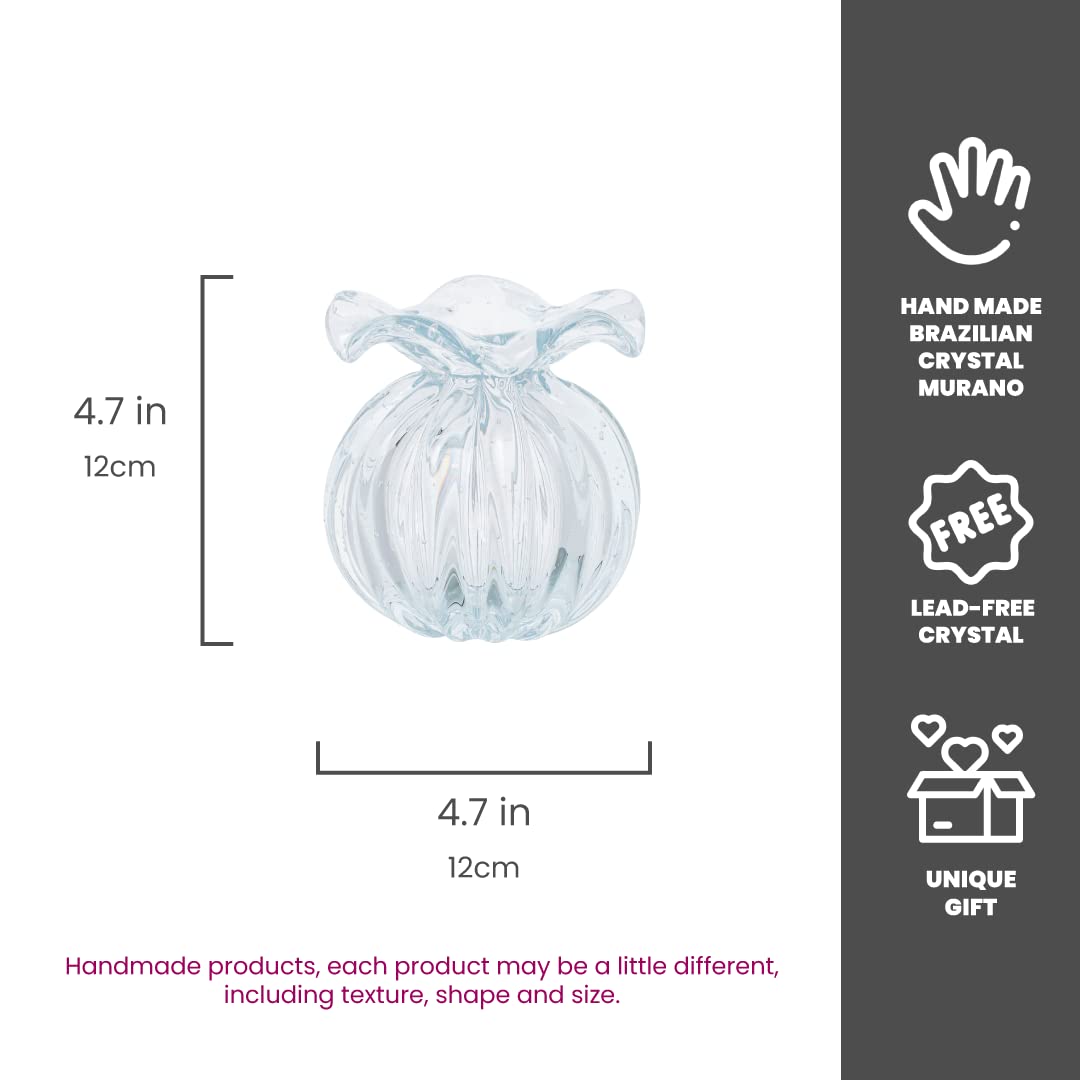 4.7 in
12cm
4.7 in
12cm
Handmade products, each product may be a little different,
including texture, shape and size.
HAND MADE
BRAZILIAN
CRYSTAL
MURANO
FREE
LEAD-FREE
CRYSTAL
UNIQUE
GIFT